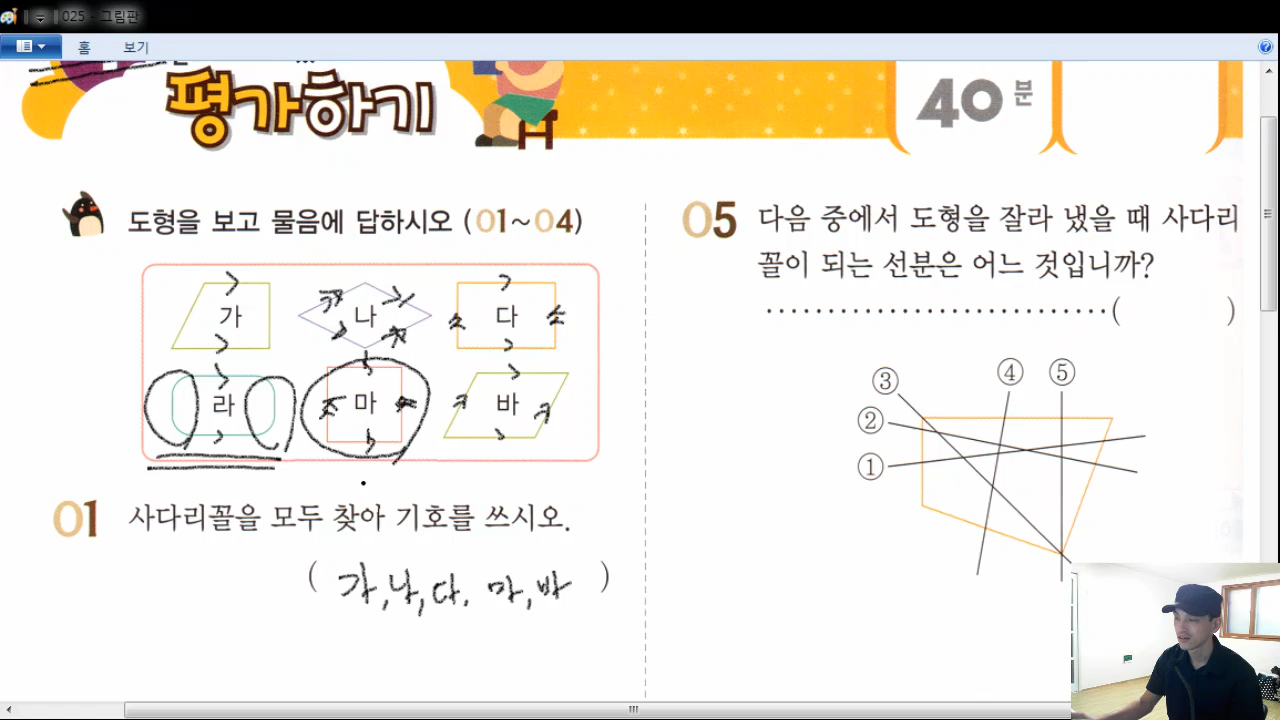 025 - 그림판
홈 보기
평가하기
40분
도형을 보고 물음에 답하시오 (01~04)
가 나 다
라 마 바
01 사다리꼴을 모두 찾아 기호를 쓰시오.
( 가, 나, 다, 마, 바 )
05 다음 중에서 도형을 잘라 냈을 때 사다리
꼴이 되는 선분은 어느 것입니까?
( )
③ ④ ⑤
②
①